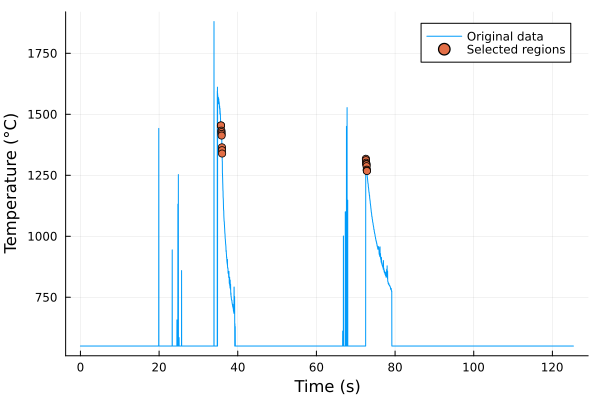 Original data
Selected regions
Temperature (°C)
1750
1500
1250
1000
750
0 20 40 60 80 100 120
Time (s)